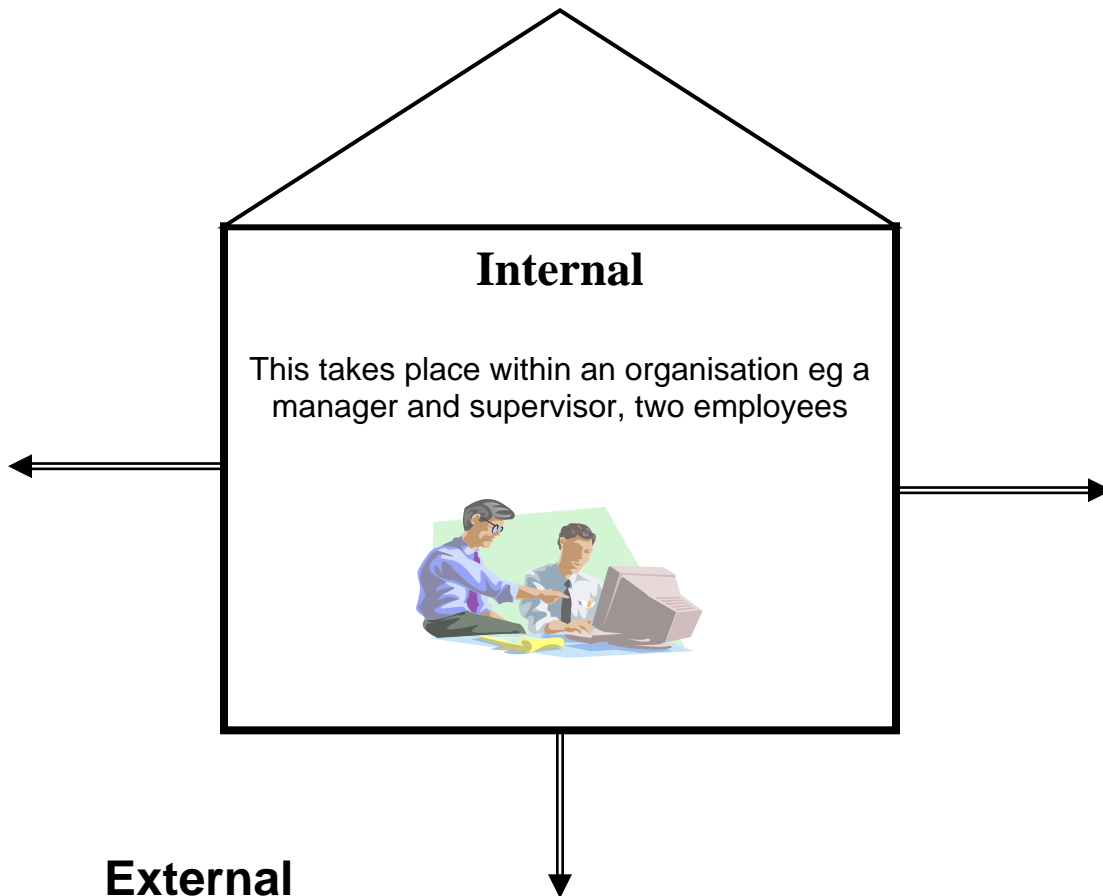 Internal
This takes place within an organisation eg a
manager and supervisor, two employees
External